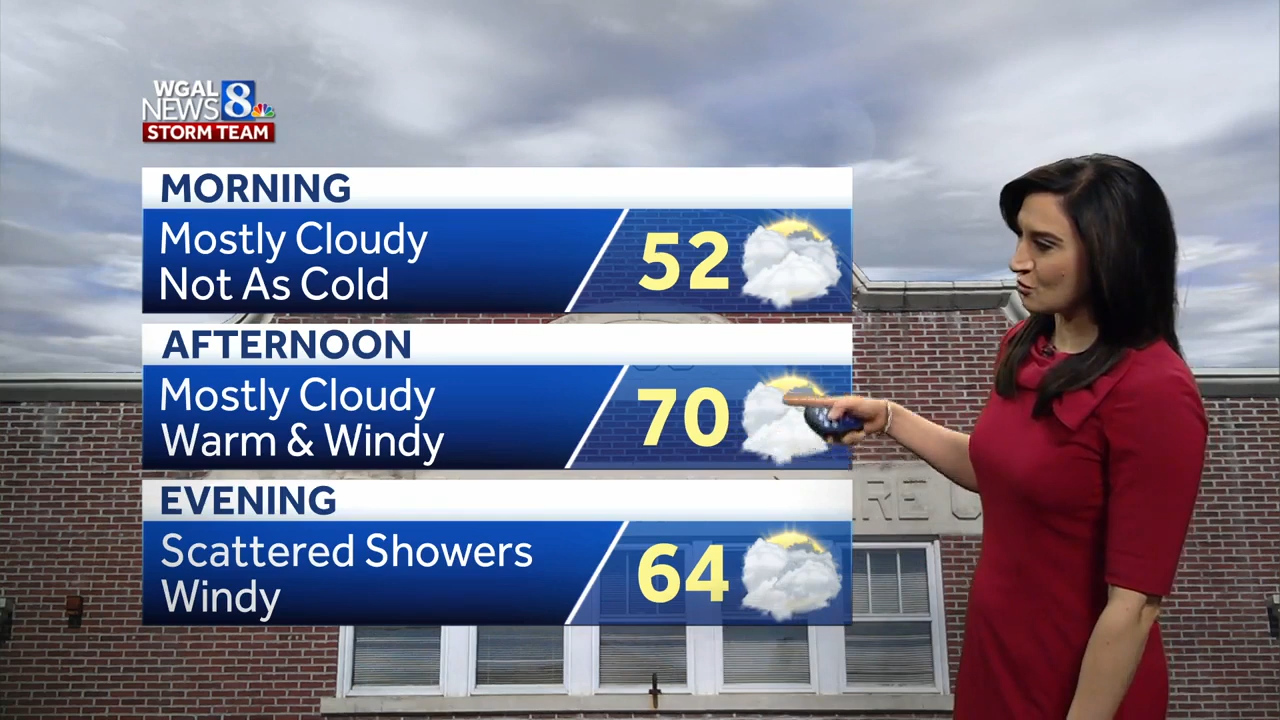 WGAL
NEWS 8
STORM TEAM
MORNING
Mostly Cloudy
Not As Cold
52
AFTERNOON
Mostly Cloudy
Warm & Windy
70
EVENING
Scattered Showers
Windy
64